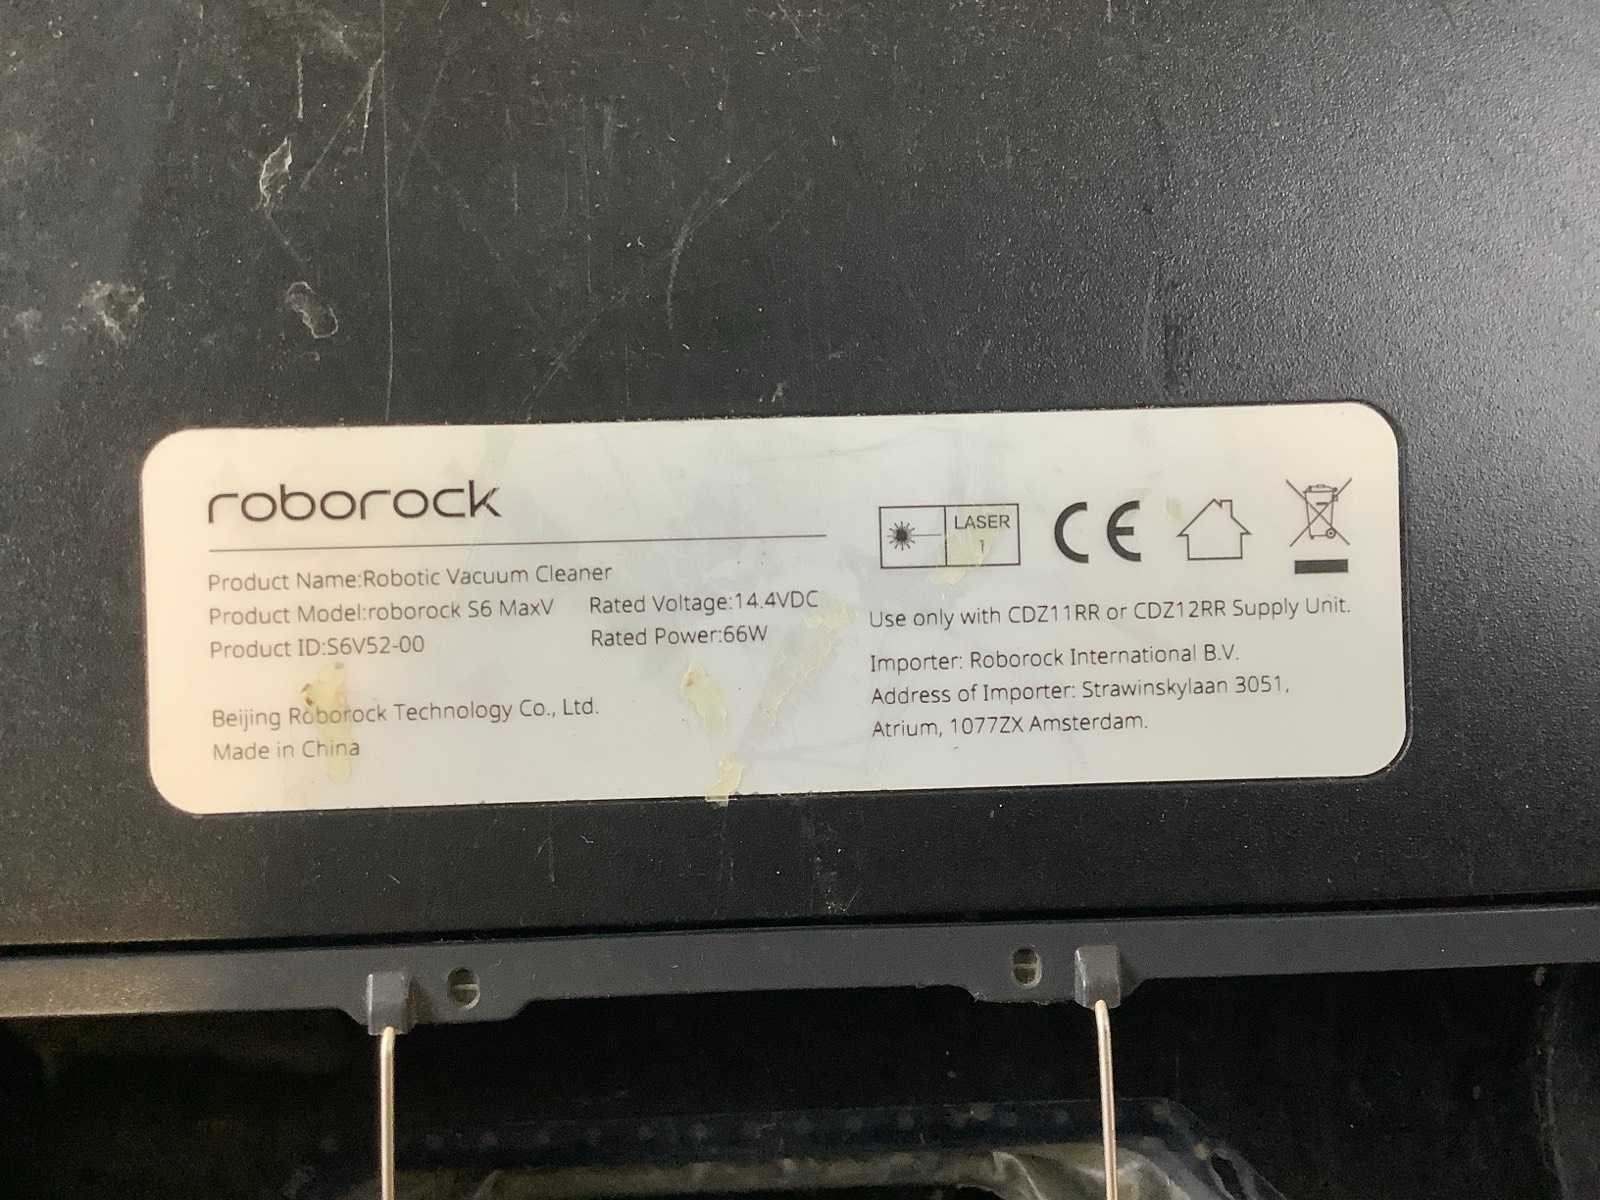 roborock
Product Name:Robotic Vacuum Cleaner
Product Model:roborock S6 MaxV
Rated Voltage:14.4VDC
Product ID:S6V52-00
Rated Power:66W
Beijing Roborock Technology Co., Ltd.
Made in China
LASER
1
CE
Use only with CDZ11RR or CDZ12RR Supply Unit.
Importer: Roborock International B.V.
Address of Importer: Strawinskylaan 3051,
Atrium, 1077ZX Amsterdam.